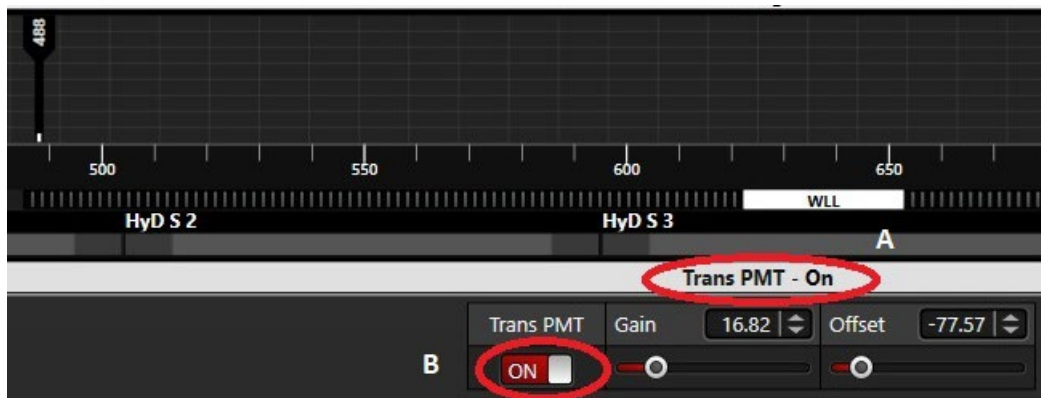 488
500 550 600 650
WLL
HyD S 2 HyD S 3
A
Trans PMT - On
Trans PMT Gain 16.82 Offset -77.57
B ON